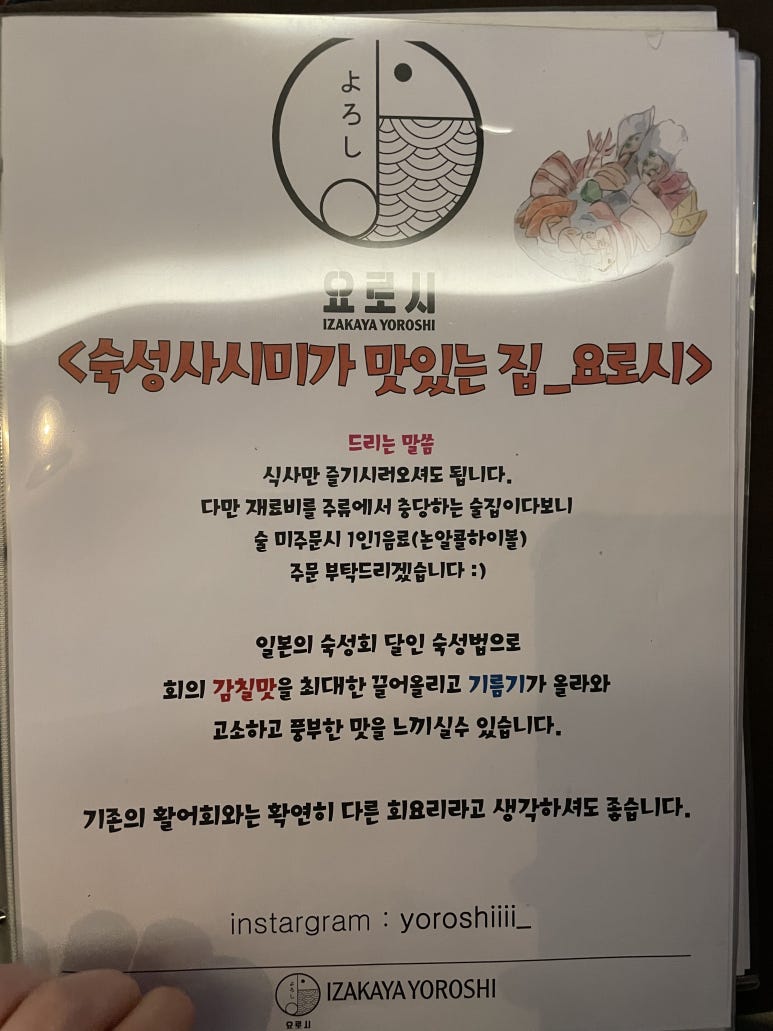 よろし
요로시
IZAKAYA YOROSHI
<숙성사시미가 맛있는 집_요로시>
드리는 말씀
식사만 즐기시러오셔도 됩니다.
다만 재료비를 주류에서 충당하는 술집이다보니
술 미주문시 1인1음료(논알콜하이볼)
주문 부탁드리겠습니다 :)
일본의 숙성회 달인 숙성법으로
회의 감칠맛을 최대한 끌어올리고 기름기가 올라와
고소하고 풍부한 맛을 느끼실수 있습니다.
기존의 활어회와는 확연히 다른 회요리라고 생각하셔도 좋습니다.
instargram : yoroshiiii_
よろし
요로시
IZAKAYA YOROSHI